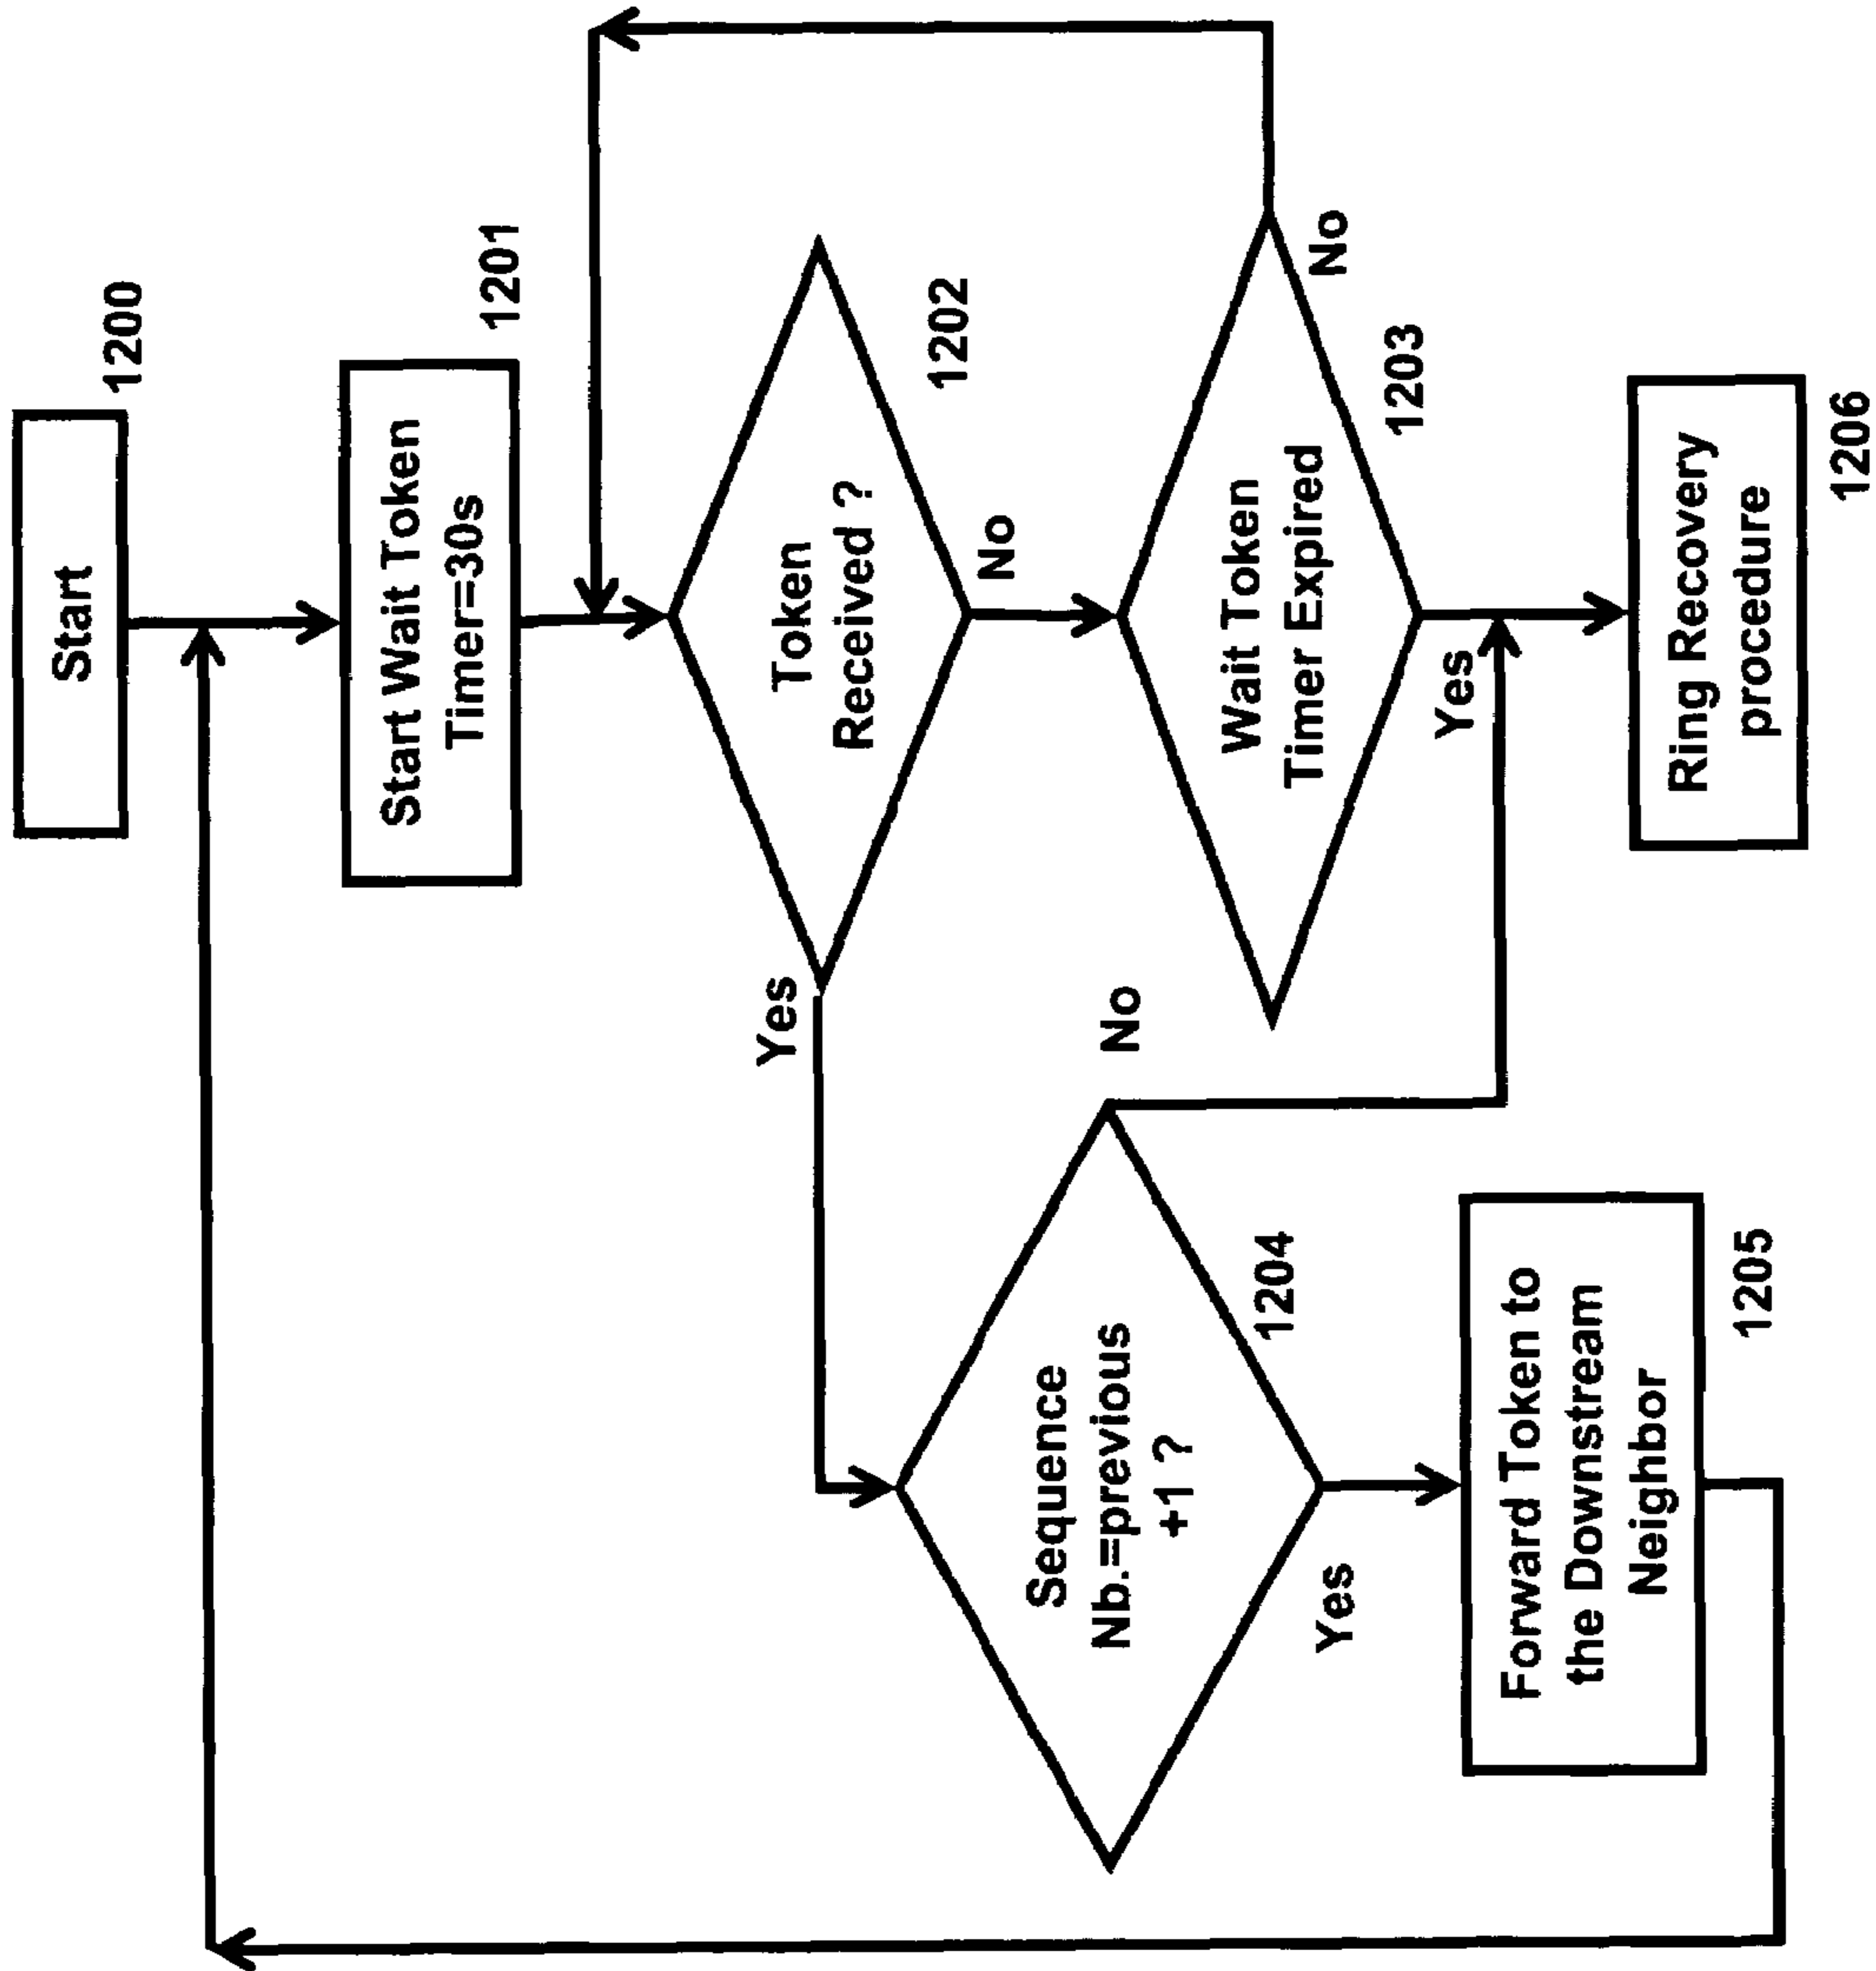 Start
1200
Start Wait Token
Timer=30s
1201
Token
Received ?
1202
Yes
No
Wait Token
Timer Expired
1203
No
Yes
Sequence
Nb.=previous
+1 ?
1204
No
Yes
Forward Token to
the Downstream
Neighbor
1205
Ring Recovery
procedure
1206